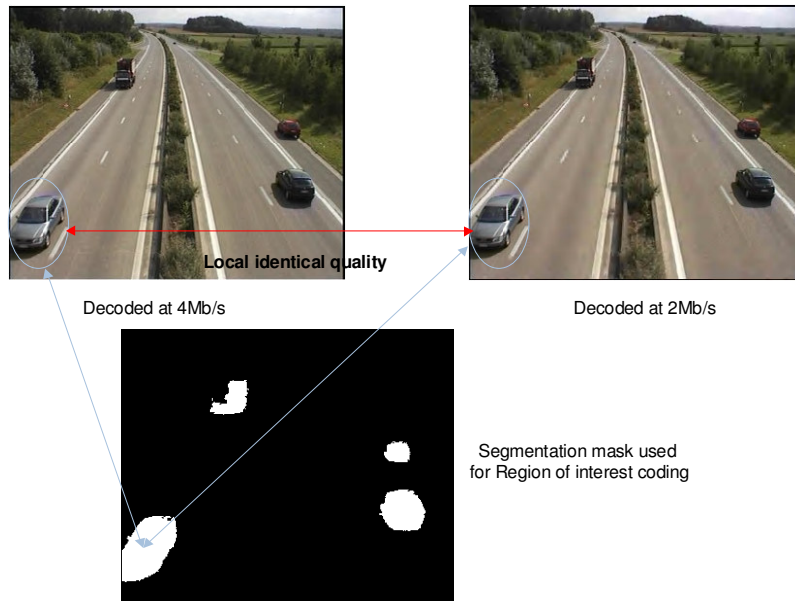 Local identical quality
Decoded at 4Mb/s
Decoded at 2Mb/s
Segmentation mask used
for Region of interest coding